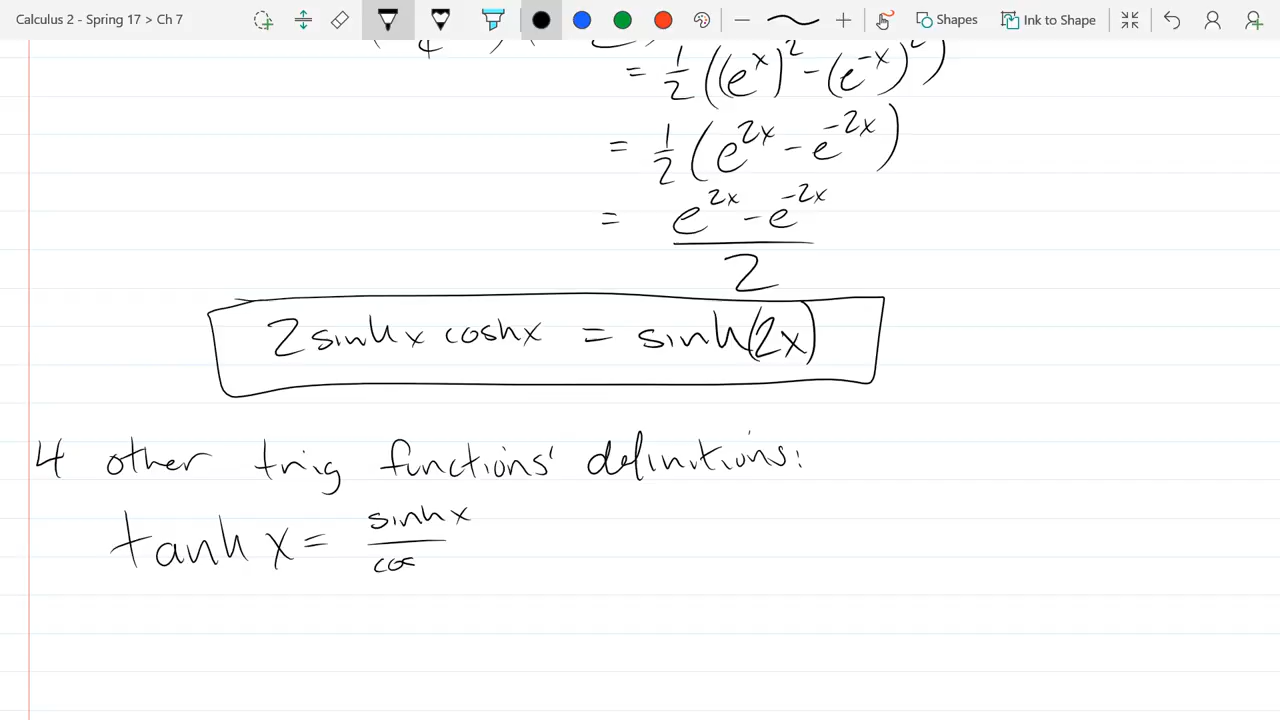 Calculus 2 - Spring 17 > Ch 7
Shapes
Ink to Shape
4
= 1/2 ((e^x)^2 - (e^-x)^2)
= 1/2 (e^2x - e^-2x)
= (e^2x - e^-2x) / 2
2 sinh x cosh x = sinh(2x)
4 other trig functions' definitions:
tanh x = sinh x / cos